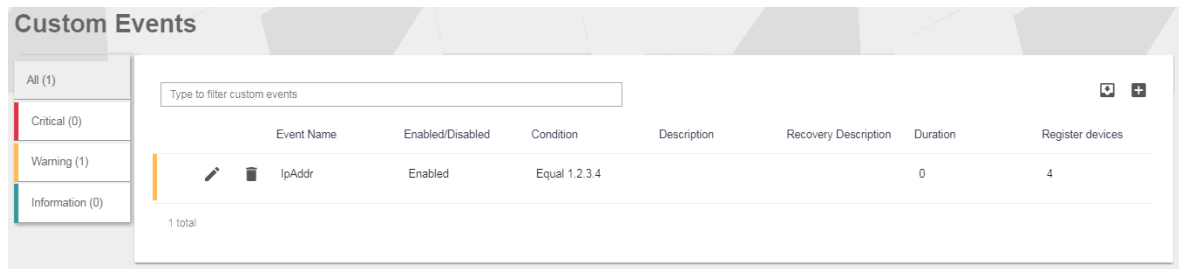 Custom Events
All (1)
Critical (0)
Warning (1)
Information (0)
Type to filter custom events
Event Name Enabled/Disabled Condition Description Recovery Description Duration Register devices
IpAddr Enabled Equal 1.2.3.4 0 4
1 total